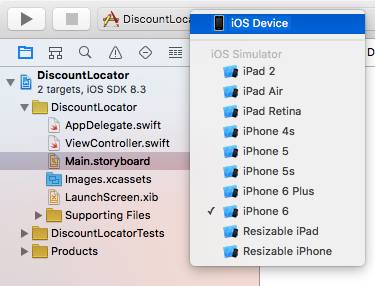 DiscountLocato
iOS Device
iOS Simulator
iPad 2
iPad Air
iPad Retina
iPhone 4s
iPhone 5
iPhone 5s
iPhone 6 Plus
✓ iPhone 6
Resizable iPad
Resizable iPhone
D
DiscountLocator
2 targets, iOS SDK 8.3
DiscountLocator
AppDelegate.swift
ViewController.swift
Main.storyboard
Images.xcassets
LaunchScreen.xib
Supporting Files
DiscountLocatorTests
Products